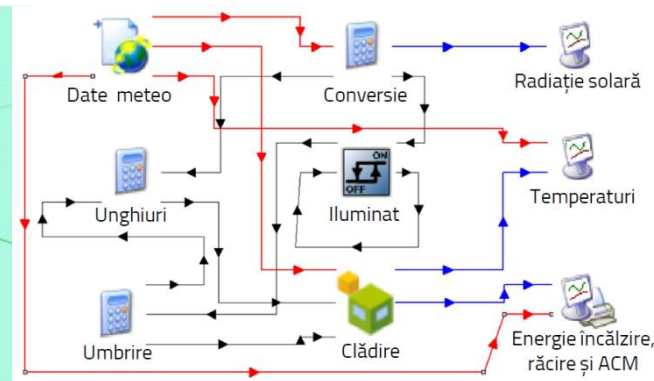 Date meteo
Conversie
Radiație solară
Unghiuri
ON
OFF
Iluminat
Temperaturi
Umbrire
Clădire
Energie încălzire,
răcire și ACM